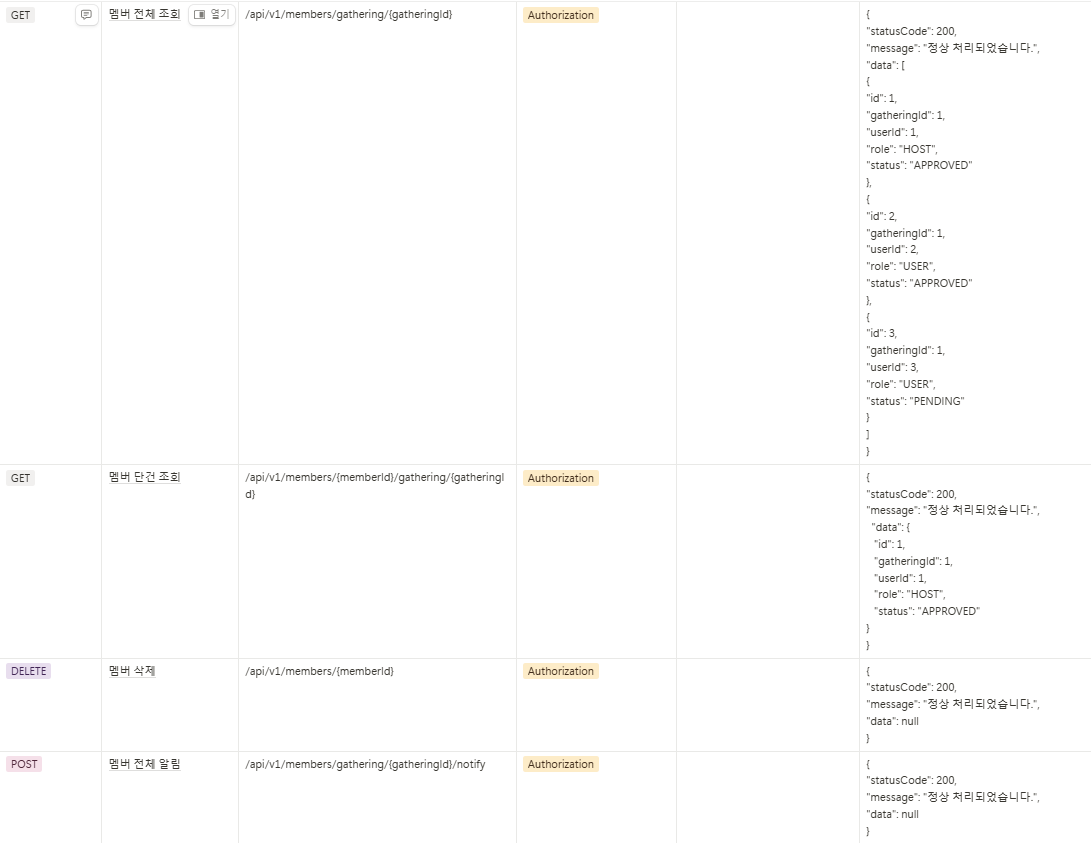 GET
멤버 전체 조회
열기
/api/v1/members/gathering/{gatheringId}
Authorization
{
"statusCode": 200,
"message": "정상 처리되었습니다.",
"data": [
{
"id": 1,
"gatheringId": 1,
"userId": 1,
"role": "HOST",
"status": "APPROVED"
},
{
"id": 2,
"gatheringId": 1,
"userId": 2,
"role": "USER",
"status": "APPROVED"
},
{
"id": 3,
"gatheringId": 1,
"userId": 3,
"role": "USER",
"status": "PENDING"
}
]
}
GET
멤버 단건 조회
/api/v1/members/{memberId}/gathering/{gatheringI
d}
Authorization
{
"statusCode": 200,
"message": "정상 처리되었습니다.",
"data": {
"id": 1,
"gatheringId": 1,
"userId": 1,
"role": "HOST",
"status": "APPROVED"
}
}
DELETE
멤버 삭제
/api/v1/members/{memberId}
Authorization
{
"statusCode": 200,
"message": "정상 처리되었습니다.",
"data": null
}
POST
멤버 전체 알림
/api/v1/members/gathering/{gatheringId}/notify
Authorization
{
"statusCode": 200,
"message": "정상 처리되었습니다.",
"data": null
}